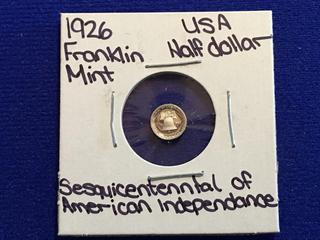 1926 USA
Franklin Half dollar
Mint
Sesquicentennial of
American Independance